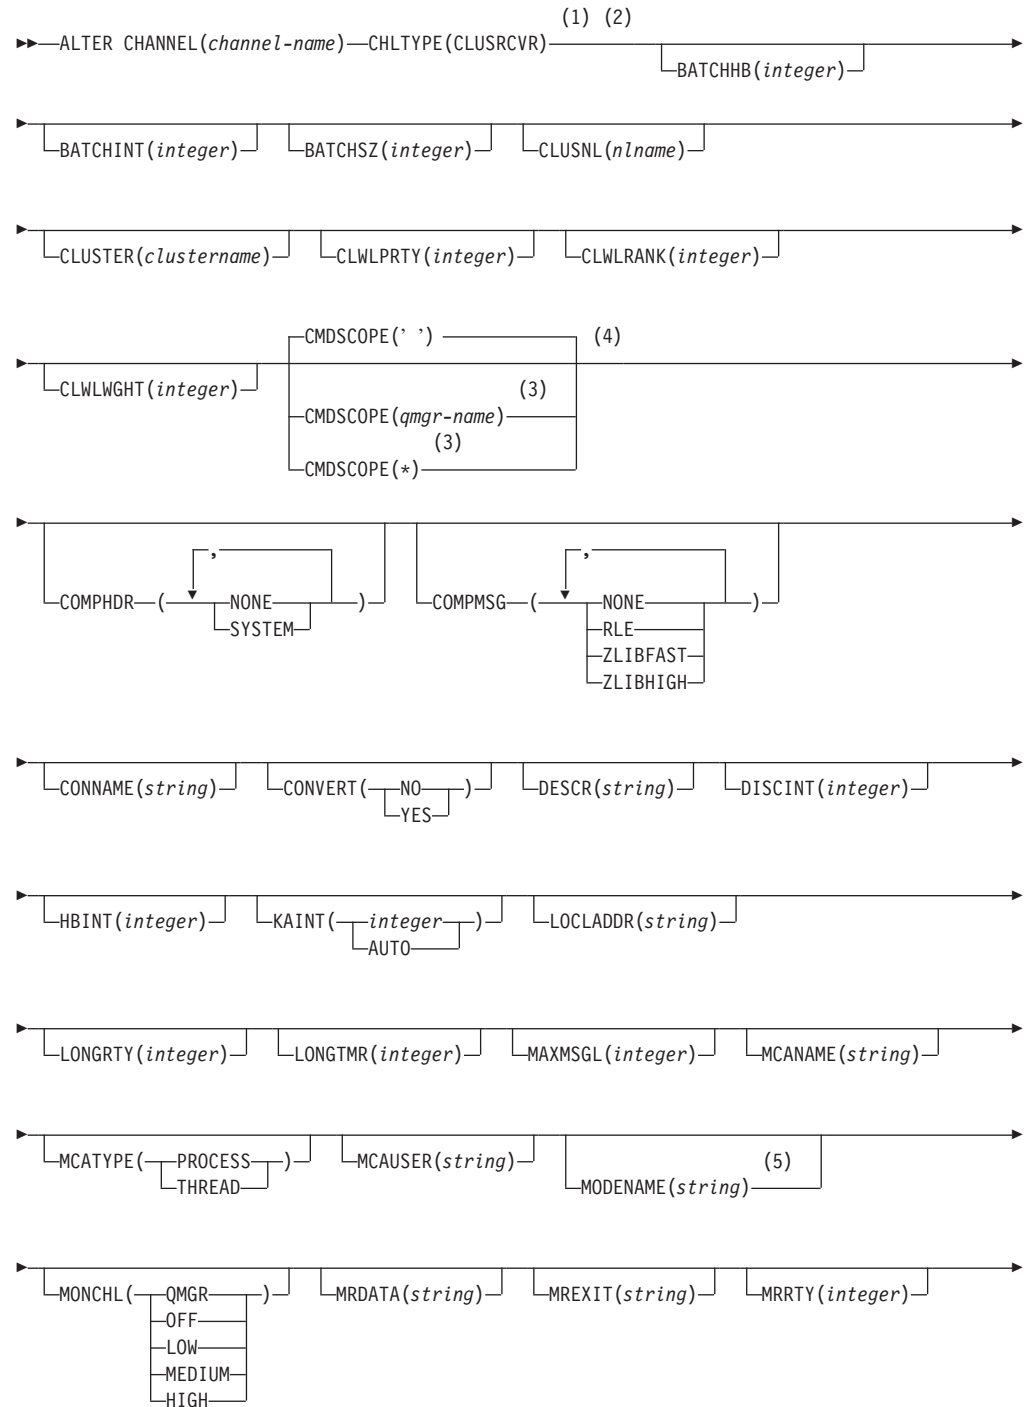 (1) (2)
ALTER CHANNEL(channel-name) CHLTYPE(CLUSRCVR)
BATCHHB(integer)
BATCHINT(integer) BATCHSZ(integer) CLUSNL(nlname)
CLUSTER(clustername) CLWLPRTY(integer) CLWLRANK(integer)
CMDSCOPE(' ') (4)
CLWLWGHT(integer)
(3)
CMDSCOPE(qmgr-name)
(3)
CMDSCOPE(*)
, ,
COMPHDR ( NONE ) COMPMSG ( NONE )
SYSTEM RLE
ZLIBFAST
ZLIBHIGH
CONNAME(string) CONVERT( NO ) DESCR(string) DISCINT(integer)
YES
HBINT(integer) KAINT( integer ) LOCLADDR(string)
AUTO
LONGRTY(integer) LONGTMR(integer) MAXMSGL(integer) MCANAME(string)
MCATYPE( PROCESS ) MCAUSER(string) (5)
THREAD MODENAME(string)
MONCHL( QMGR ) MRDATA(string) MREXIT(string) MRRTY(integer)
OFF
LOW
MEDIUM
HIGH